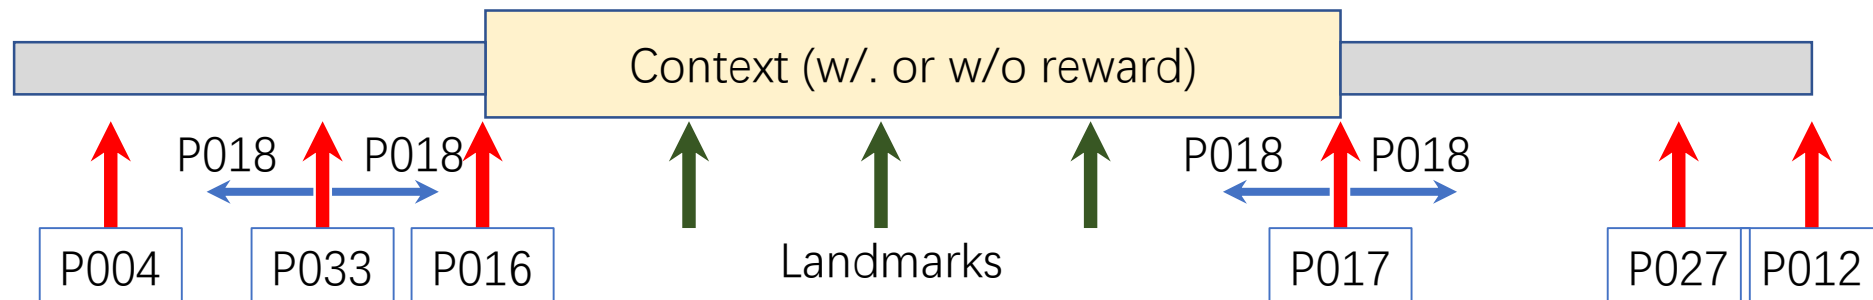 Context (w/. or w/o reward)
P018 P018 P018 P018
P004 P033 P016 Landmarks P017 P027 P012